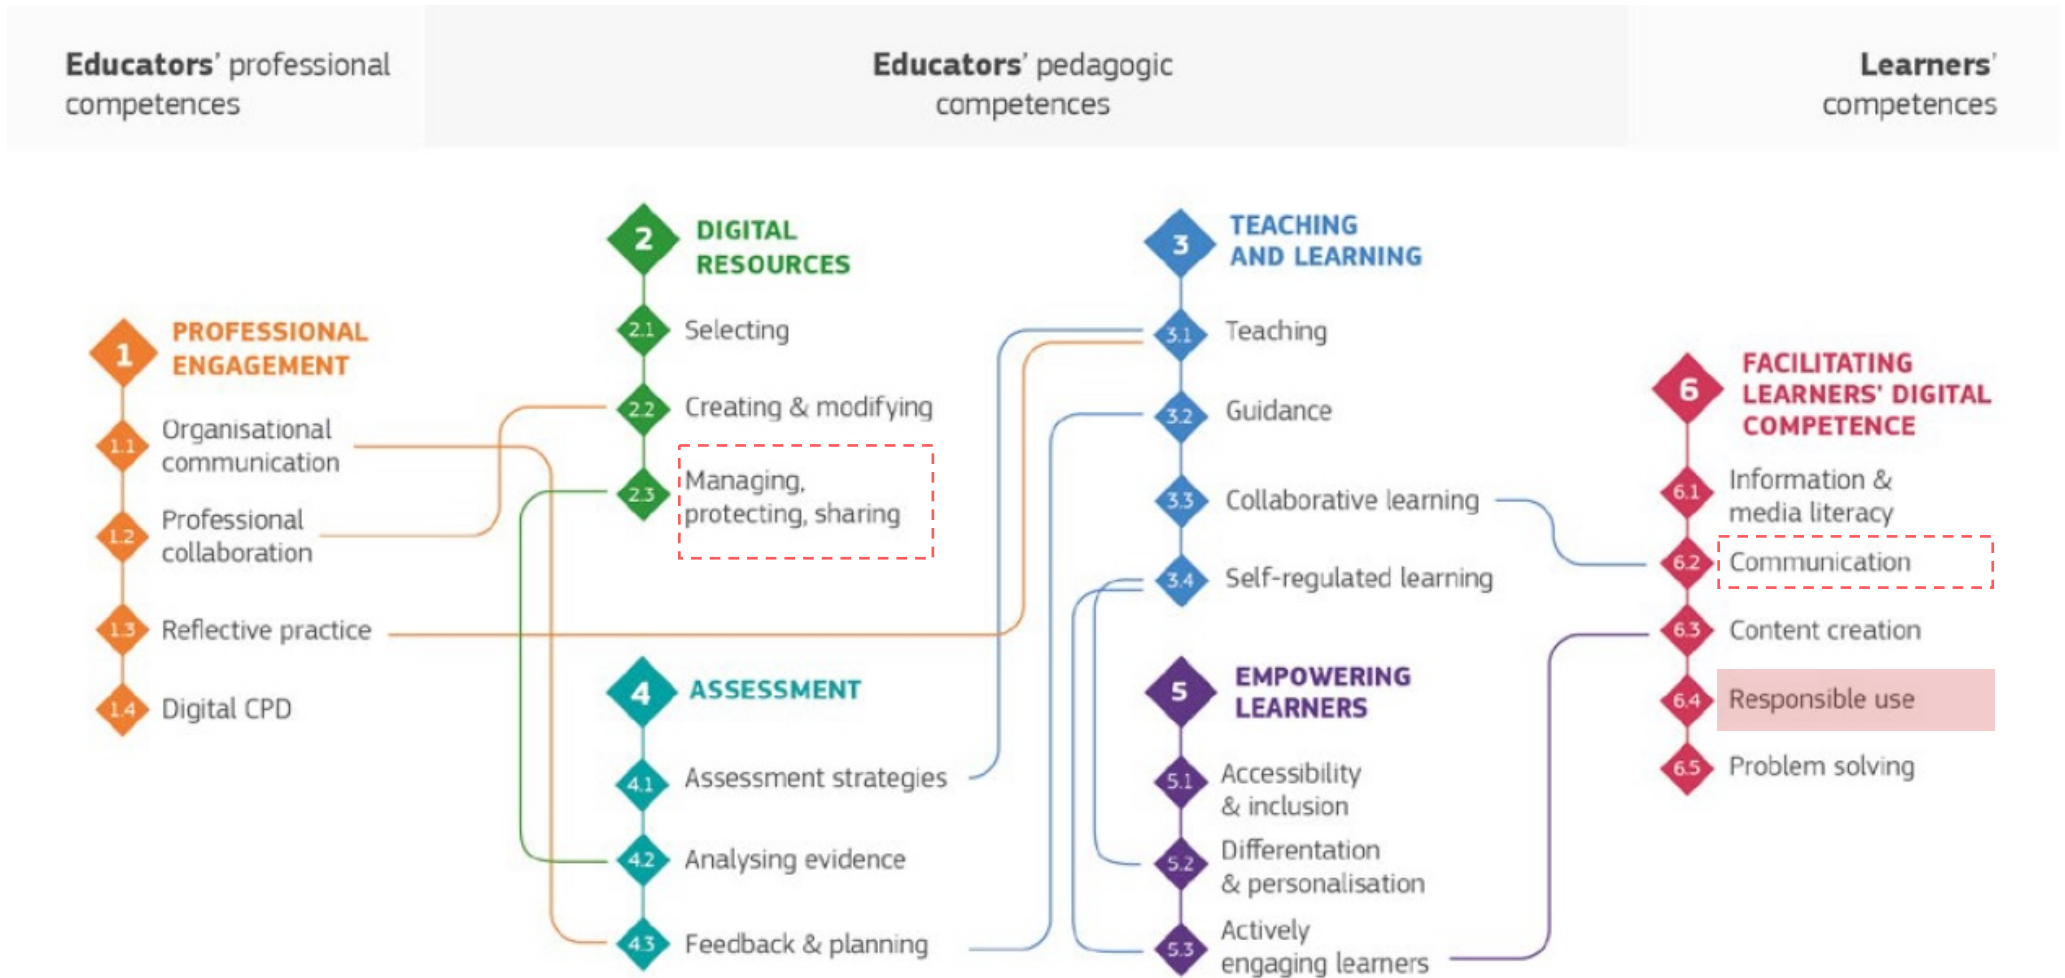 Educators' professional
competences
Educators' pedagogic
competences
Learners'
competences
1
PROFESSIONAL
ENGAGEMENT
1.1
Organisational
communication
1.2
Professional
collaboration
1.3
Reflective practice
1.4
Digital CPD
2
DIGITAL
RESOURCES
2.1
Selecting
2.2
Creating & modifying
2.3
Managing,
protecting, sharing
3
TEACHING
AND LEARNING
3.1
Teaching
3.2
Guidance
3.3
Collaborative learning
3.4
Self-regulated learning
4
ASSESSMENT
4.1
Assessment strategies
4.2
Analysing evidence
4.3
Feedback & planning
5
EMPOWERING
LEARNERS
5.1
Accessibility
& inclusion
5.2
Differentation
& personalisation
5.3
Actively
engaging learners
6
FACILITATING
LEARNERS' DIGITAL
COMPETENCE
6.1
Information &
media literacy
6.2
Communication
6.3
Content creation
6.4
Responsible use
6.5
Problem solving